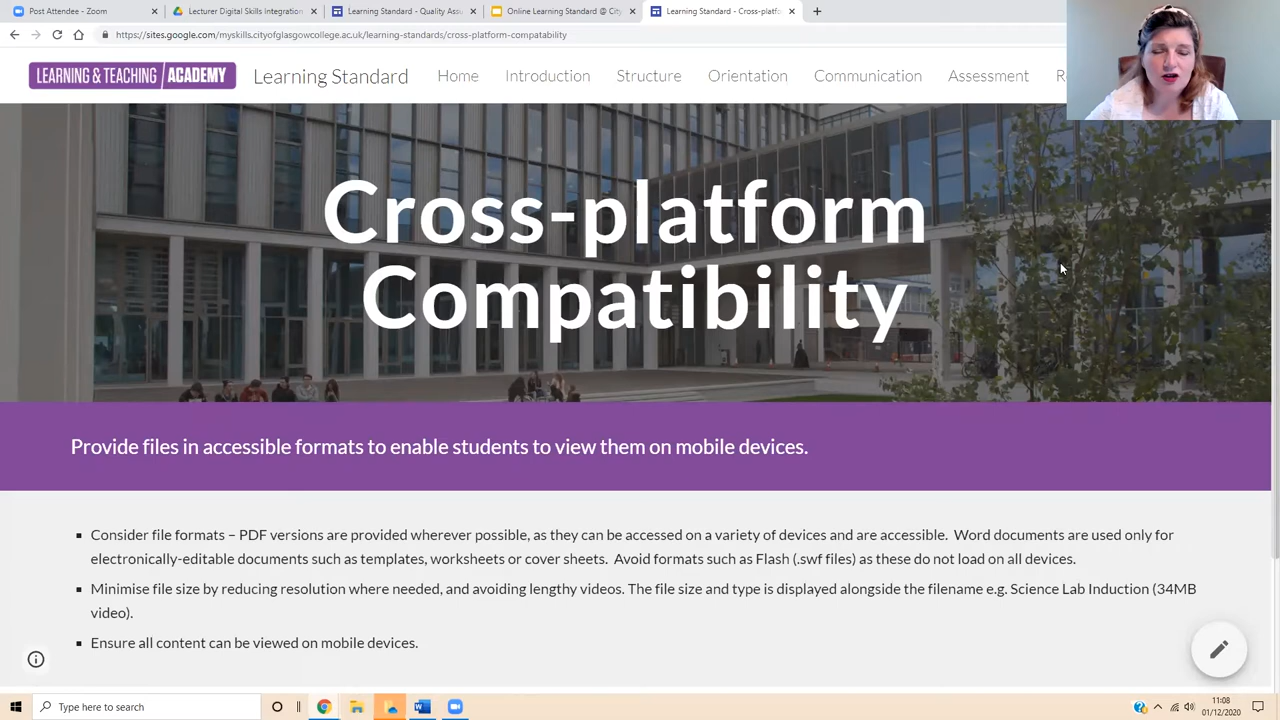 Post Attendee - Zoom
Lecturer Digital Skills Integration
Learning Standard - Quality Ass
Online Learning Standard @ City
Learning Standard - Cross-platf
https://sites.google.com/myskills.cityofglasgowcollege.ac.uk/learning-standards/cross-platform-compatability
LEARNING & TEACHING ACADEMY
Learning Standard
Home Introduction Structure Orientation Communication Assessment
Cross-platform
Compatibility
Provide files in accessible formats to enable students to view them on mobile devices.
Consider file formats – PDF versions are provided wherever possible, as they can be accessed on a variety of devices and are accessible. Word documents are used only for
electronically-editable documents such as templates, worksheets or cover sheets. Avoid formats such as Flash (.swf files) as these do not load on all devices.
Minimise file size by reducing resolution where needed, and avoiding lengthy videos. The file size and type is displayed alongside the filename e.g. Science Lab Induction (34MB
video).
Ensure all content can be viewed on mobile devices.
Type here to search
11:08
01/12/2020